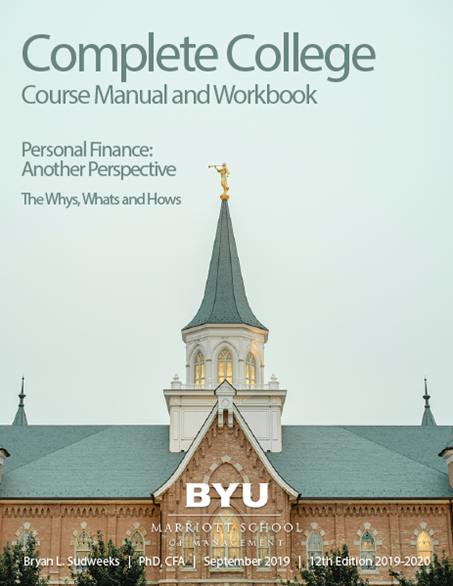 Complete College
Course Manual and Workbook
Personal Finance:
Another Perspective
The Whys, Whats and Hows
BYU
MARRIOTT SCHOOL
OF MANAGEMENT
Bryan L. Sudweeks | PhD, CFA | September 2019 | 12th Edition 2019-2020